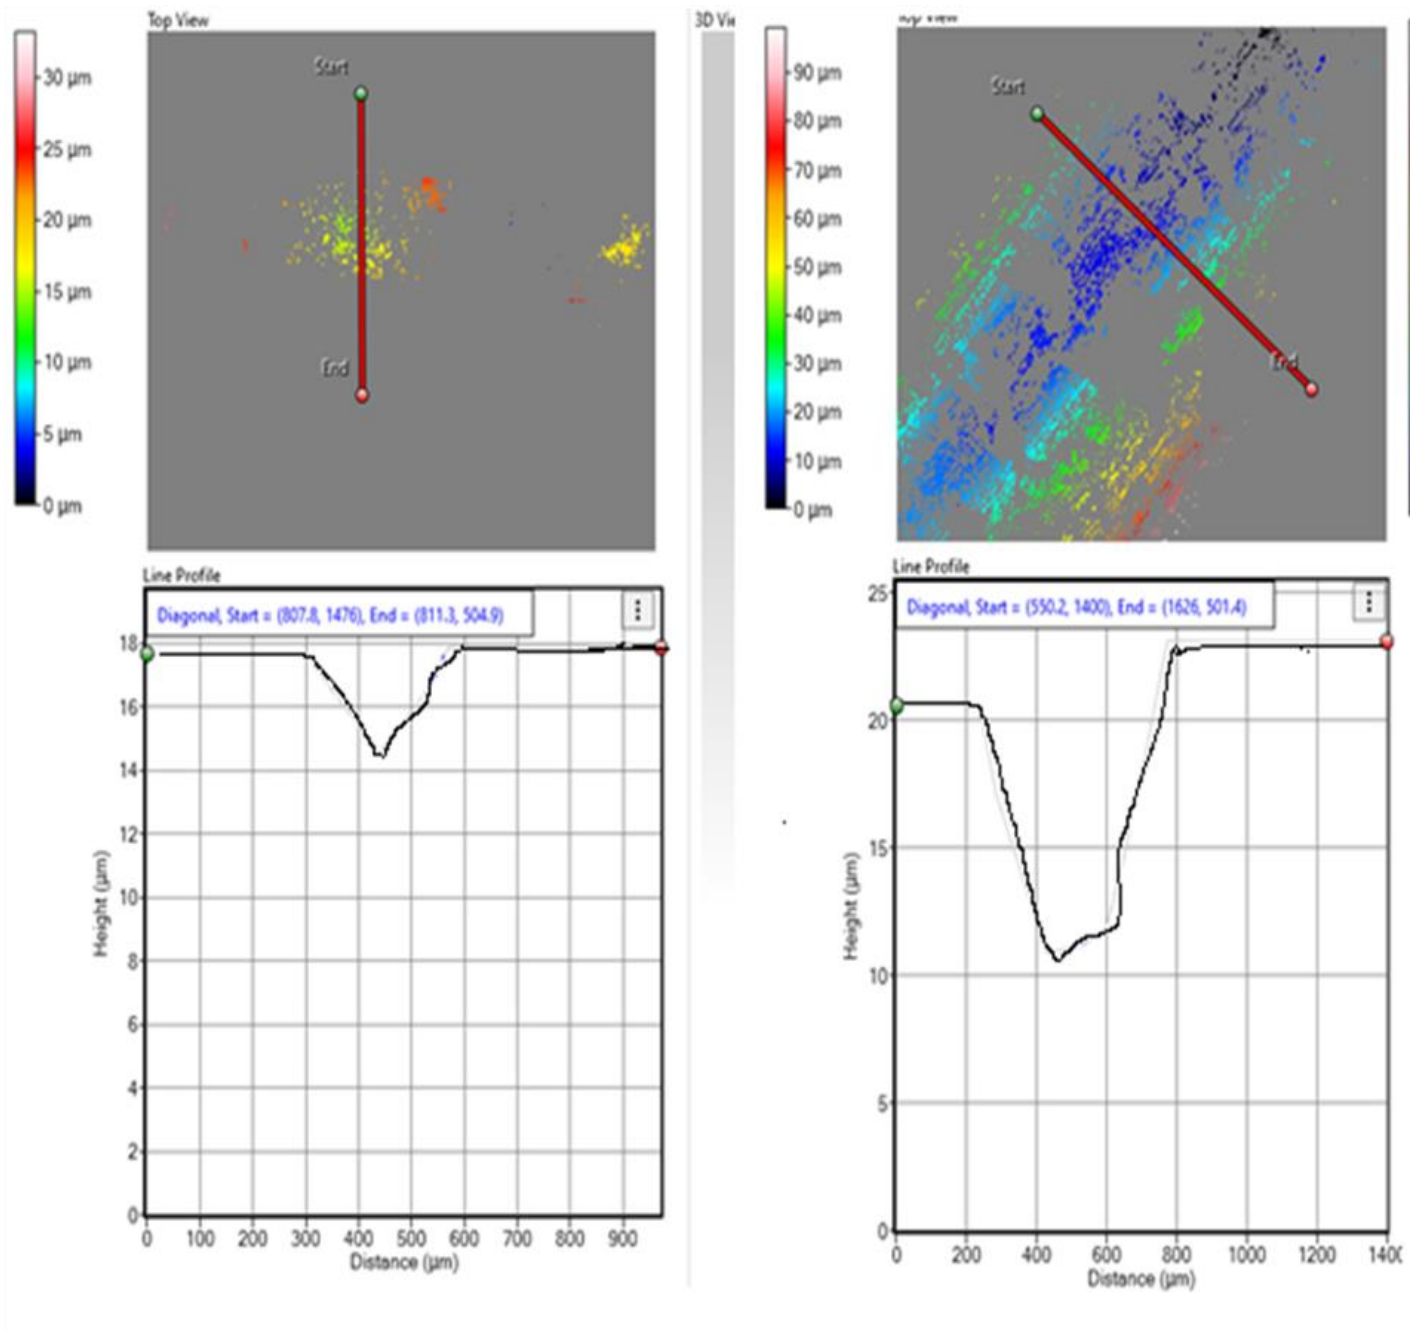 Top View
30 µm
25 µm
20 µm
15 µm
10 µm
5 µm
0 µm
Start
End
3D Vi
Top View
90 µm
80 µm
70 µm
60 µm
50 µm
40 µm
30 µm
20 µm
10 µm
0 µm
Start
End
Line Profile
Diagonal, Start = (807.8, 1476), End = (811.3, 504.9)
18
16
14
12
10
8
6
4
2
0
Height (µm)
0 100 200 300 400 500 600 700 800 900
Distance (µm)
Line Profile
Diagonal, Start = (550.2, 1400), End = (1626, 501.4)
25
20
15
10
5
0
Height (µm)
0 200 400 600 800 1000 1200 140
Distance (µm)